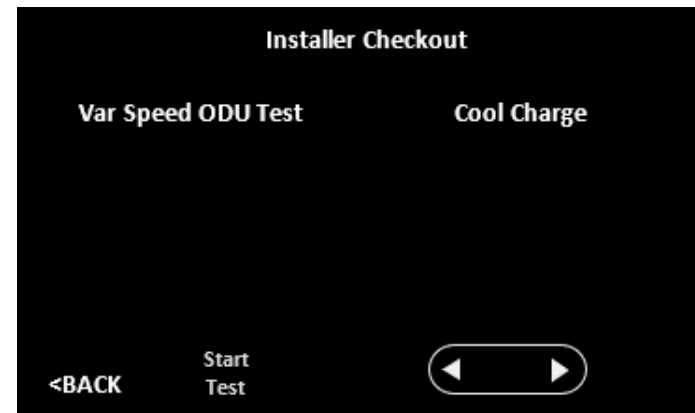 Installer Checkout
Var Speed ODU Test Cool Charge
Start
Test
<BACK